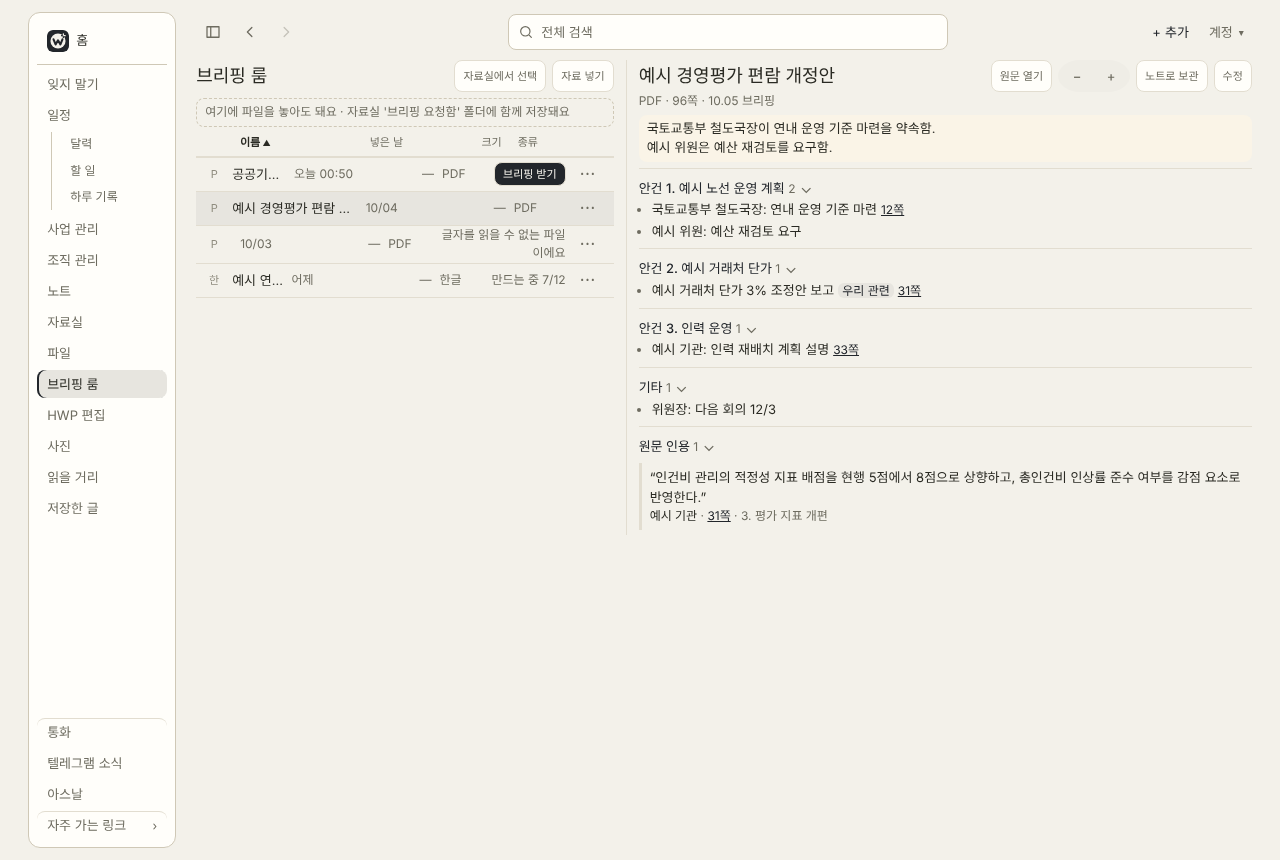 홈
잊지 말기
일정
달력
할 일
하루 기록
사업 관리
조직 관리
노트
자료실
파일
브리핑 룸
HWP 편집
사진
읽을 거리
저장한 글
통화
텔레그램 소식
아스날
자주 가는 링크 ›
전체 검색
+ 추가 계정 ▼
브리핑 룸 자료실에서 선택 자료 넣기
여기에 파일을 놓아도 돼요 · 자료실 '브리핑 요청함' 폴더에 함께 저장돼요
이름 ▲ 넣은 날 크기 종류
P 공공기... 오늘 00:50 — PDF 브리핑 받기 ···
P 예시 경영평가 편람 ... 10/04 — PDF ···
P 10/03 — PDF 글자를 읽을 수 없는 파일
이에요 ···
한 예시 연... 어제 — 한글 만드는 중 7/12 ···
예시 경영평가 편람 개정안 원문 열기 − + 노트로 보관 수정
PDF · 96쪽 · 10.05 브리핑
국토교통부 철도국장이 연내 운영 기준 마련을 약속함.
예시 위원은 예산 재검토를 요구함.
안건 1. 예시 노선 운영 계획 2
• 국토교통부 철도국장: 연내 운영 기준 마련 12쪽
• 예시 위원: 예산 재검토 요구
안건 2. 예시 거래처 단가 1
• 예시 거래처 단가 3% 조정안 보고 우리 관련 31쪽
안건 3. 인력 운영 1
• 예시 기관: 인력 재배치 계획 설명 33쪽
기타 1
• 위원장: 다음 회의 12/3
원문 인용 1
“인건비 관리의 적정성 지표 배점을 현행 5점에서 8점으로 상향하고, 총인건비 인상률 준수 여부를 감점 요소로
반영한다.”
예시 기관 · 31쪽 · 3. 평가 지표 개편